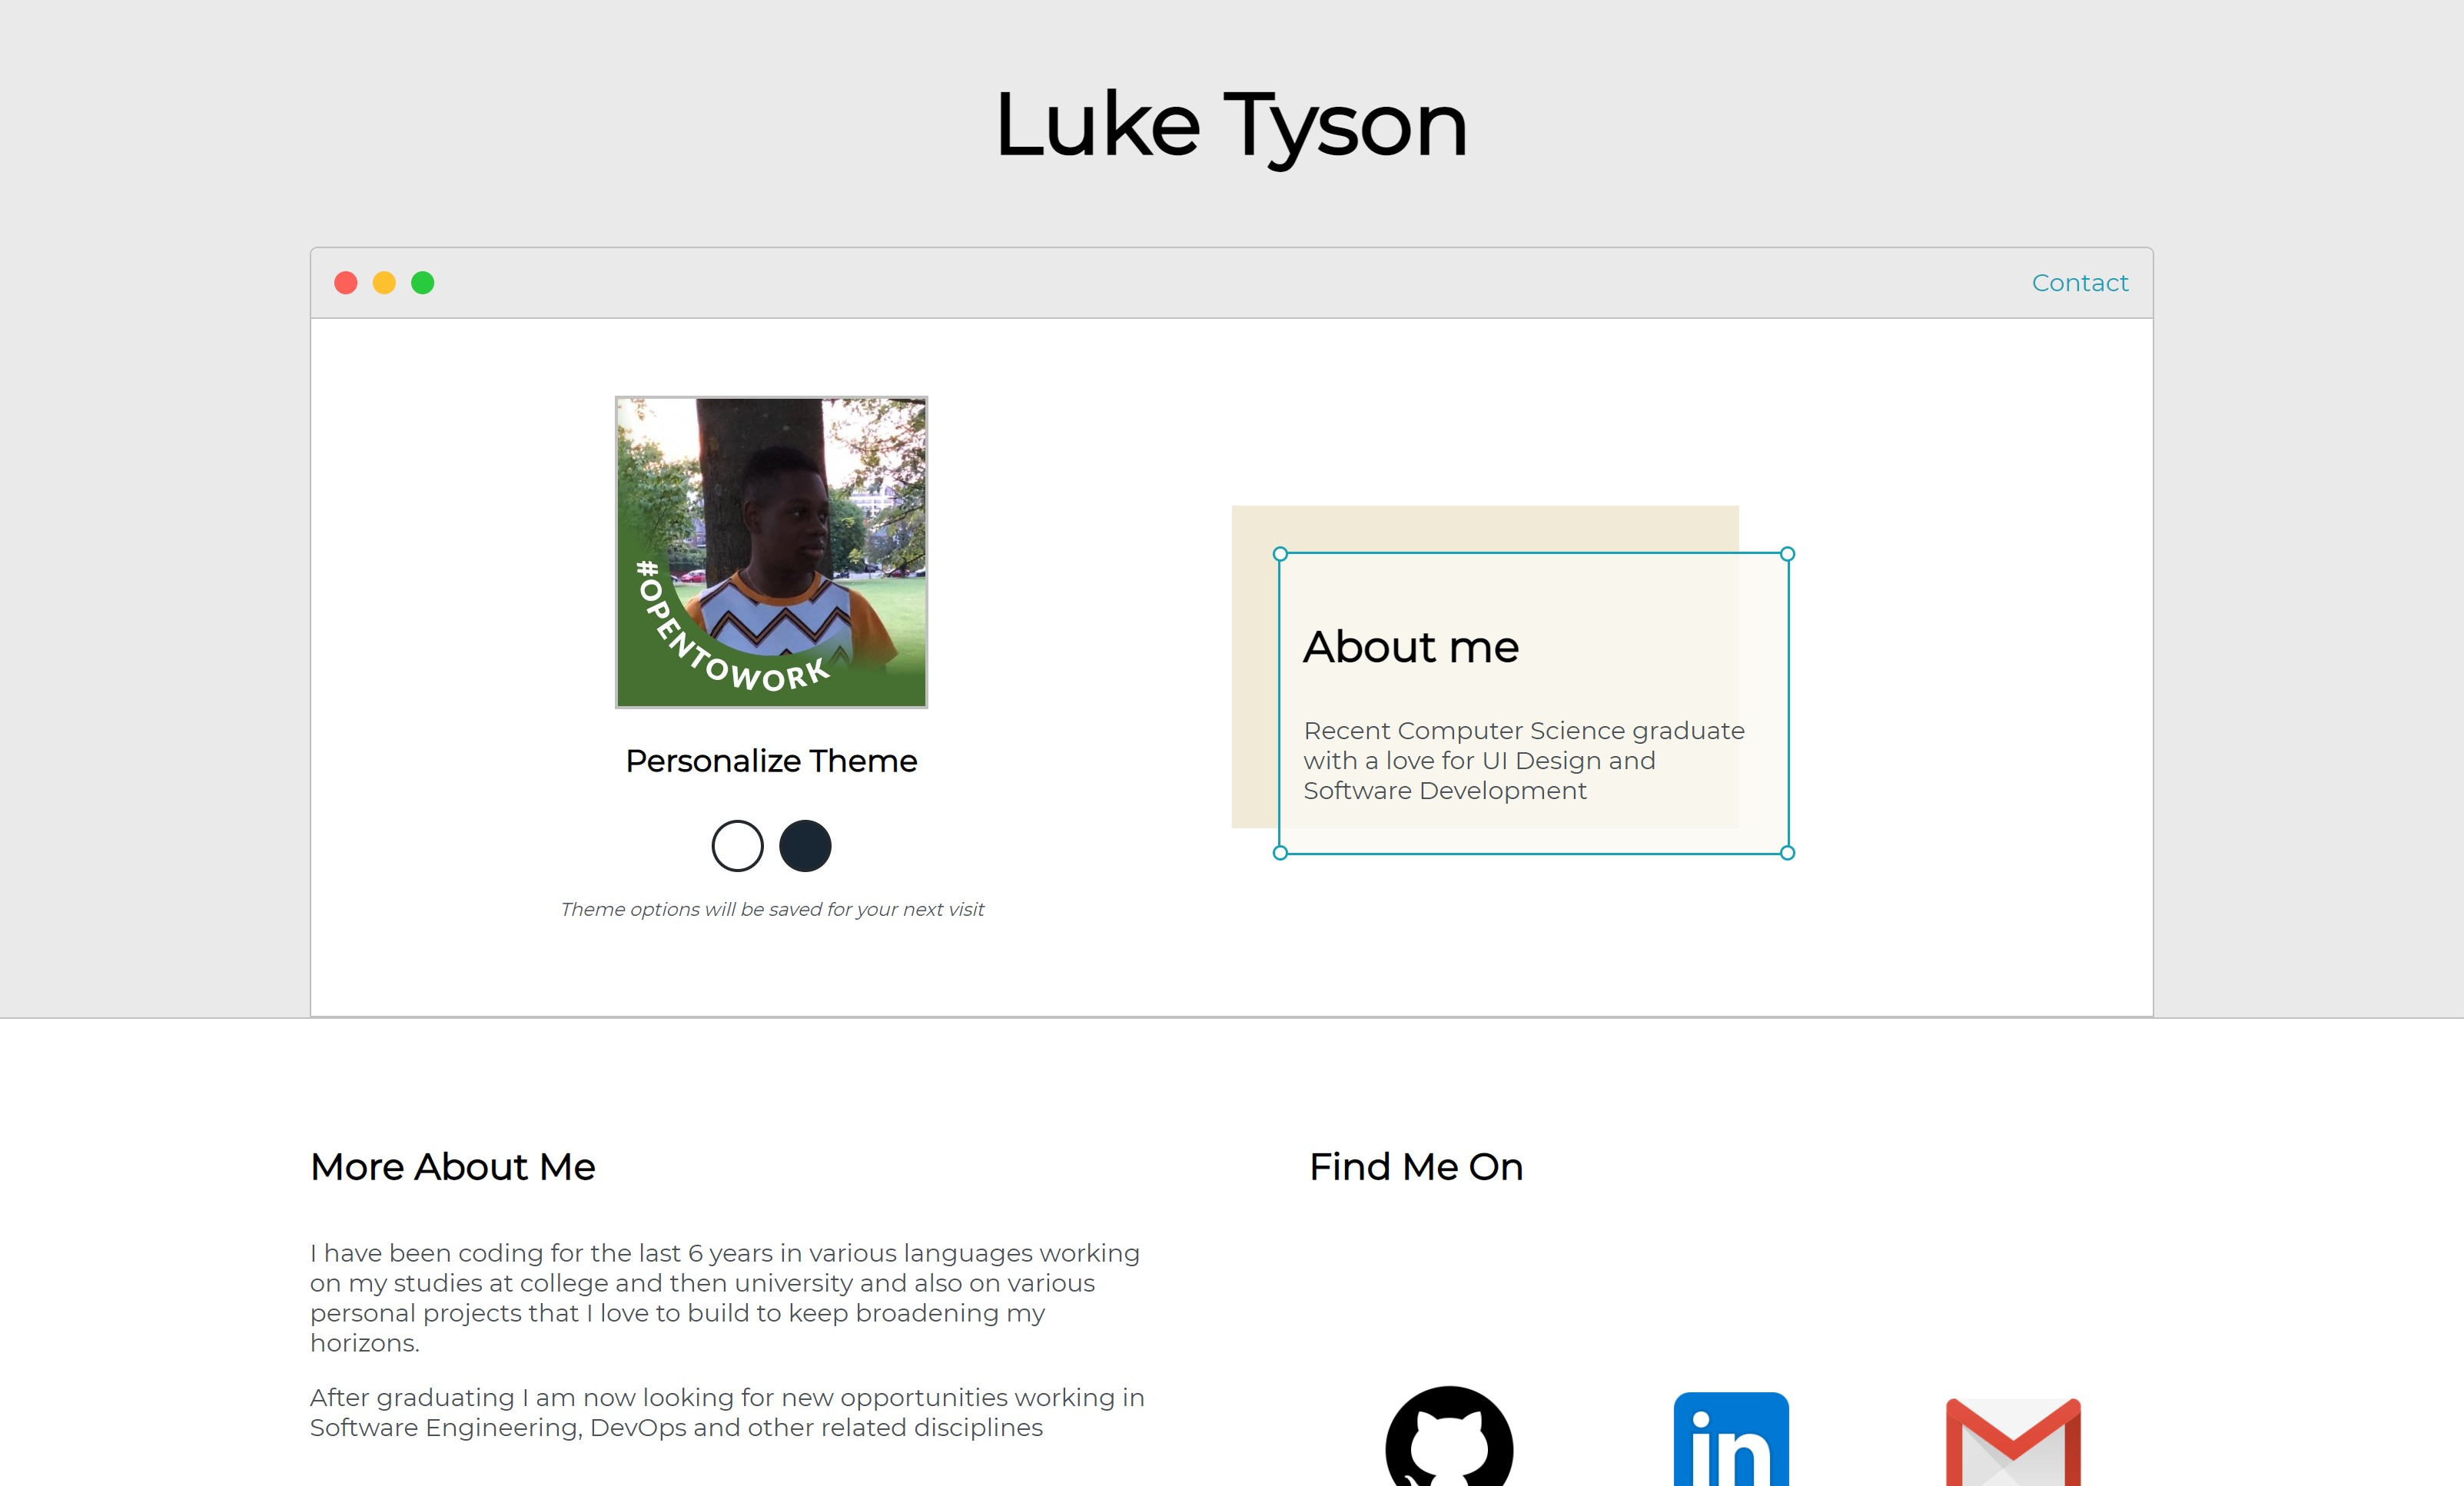 Luke Tyson
Contact
#OPENTOWORK
Personalize Theme
Theme options will be saved for your next visit
About me
Recent Computer Science graduate
with a love for UI Design and
Software Development
More About Me
I have been coding for the last 6 years in various languages working
on my studies at college and then university and also on various
personal projects that I love to build to keep broadening my
horizons.
After graduating I am now looking for new opportunities working in
Software Engineering, DevOps and other related disciplines
Find Me On
in